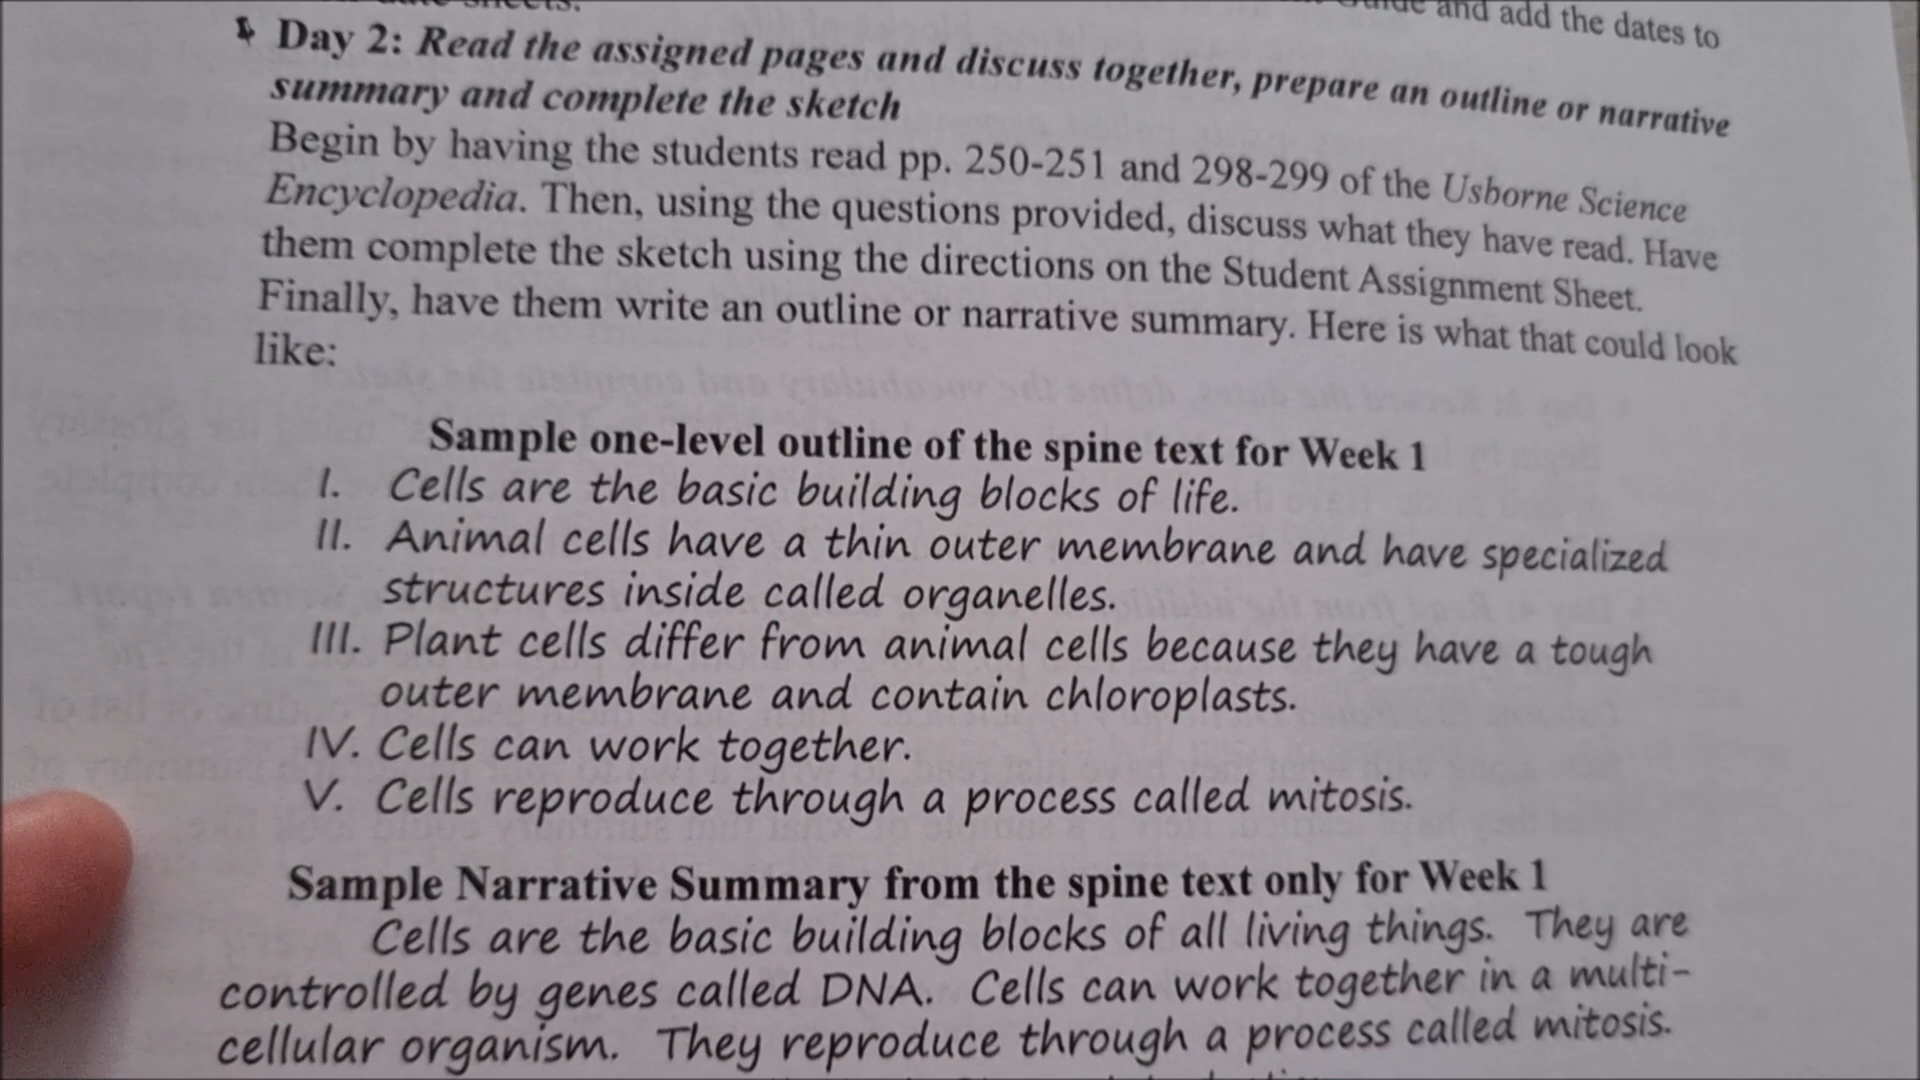 sheets.
and add the dates to
Day 2: Read the assigned pages and discuss together, prepare an outline or narrative
summary and complete the sketch
Begin by having the students read pp. 250-251 and 298-299 of the Usborne Science
Encyclopedia. Then, using the questions provided, discuss what they have read. Have
them complete the sketch using the directions on the Student Assignment Sheet.
Finally, have them write an outline or narrative summary. Here is what that could look
like:
Sample one-level outline of the spine text for Week 1
I. Cells are the basic building blocks of life.
II. Animal cells have a thin outer membrane and have specialized
structures inside called organelles.
III. Plant cells differ from animal cells because they have a tough
outer membrane and contain chloroplasts.
IV. Cells can work together.
V. Cells reproduce through a process called mitosis.
Sample Narrative Summary from the spine text only for Week 1
Cells are the basic building blocks of all living things. They are
controlled by genes called DNA. Cells can work together in a multi-
cellular organism. They reproduce through a process called mitosis.